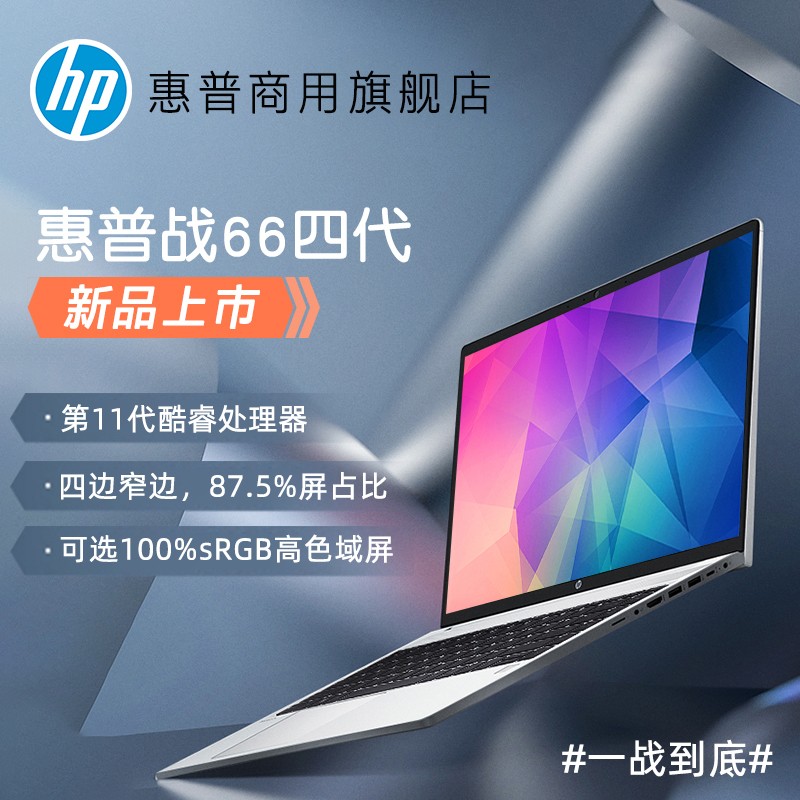 hp 惠普商用旗舰店
惠普战66四代
新品上市
·第11代酷睿处理器
·四边窄边，87.5%屏占比
·可选100%sRGB高色域屏
hp
#一战到底#